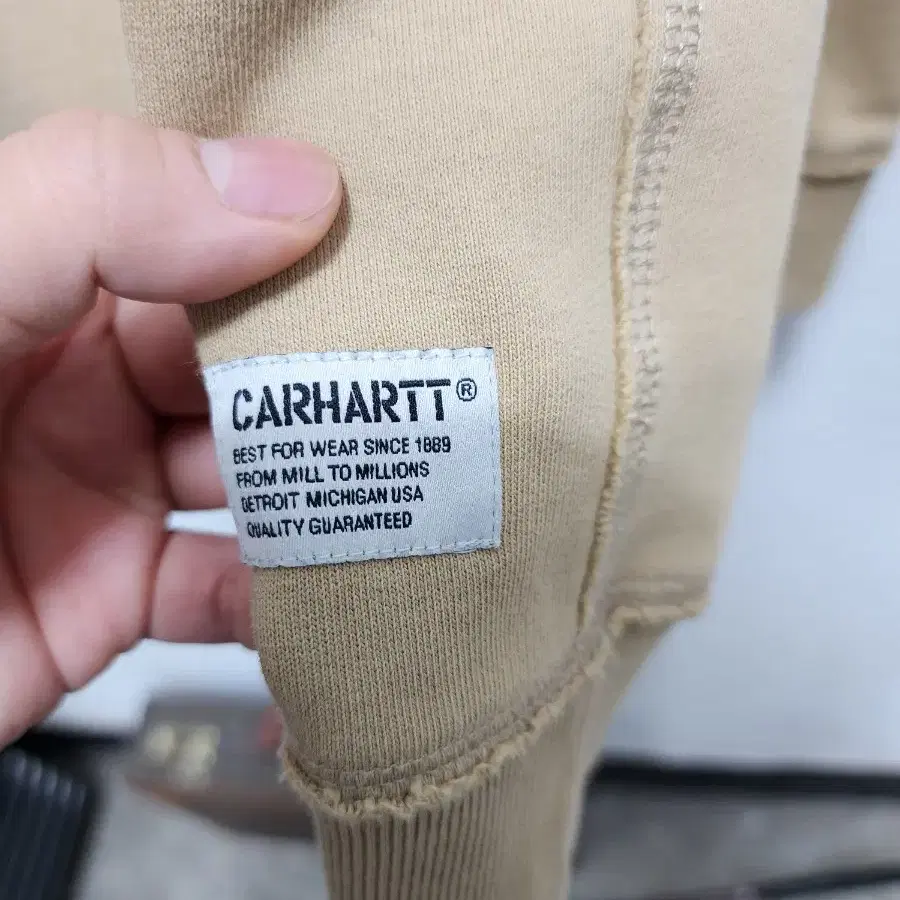 CARHARTT®
BEST FOR WEAR SINCE 1889
FROM MILL TO MILLIONS
DETROIT MICHIGAN USA
QUALITY GUARANTEED